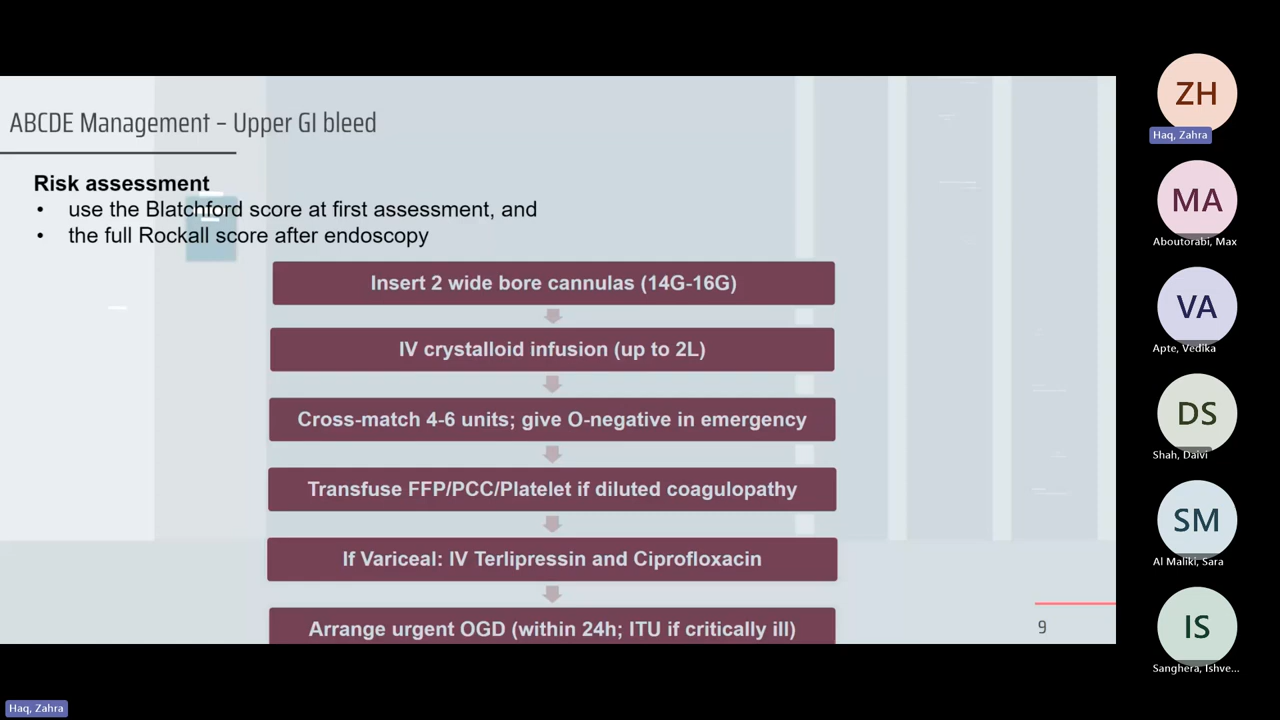 ABCDE Management – Upper GI bleed
Risk assessment
• use the Blatchford score at first assessment, and
• the full Rockall score after endoscopy
Insert 2 wide bore cannulas (14G-16G)
IV crystalloid infusion (up to 2L)
Cross-match 4-6 units; give O-negative in emergency
Transfuse FFP/PCC/Platelet if diluted coagulopathy
If Variceal: IV Terlipressin and Ciprofloxacin
Arrange urgent OGD (within 24h; ITU if critically ill)
9
ZH
Haq, Zahra
MA
Aboutorabi, Max
VA
Apte, Vedika
DS
Shah, Daivi
SM
Al Maliki, Sara
IS
Sanghera, Ishve...
Haq, Zahra